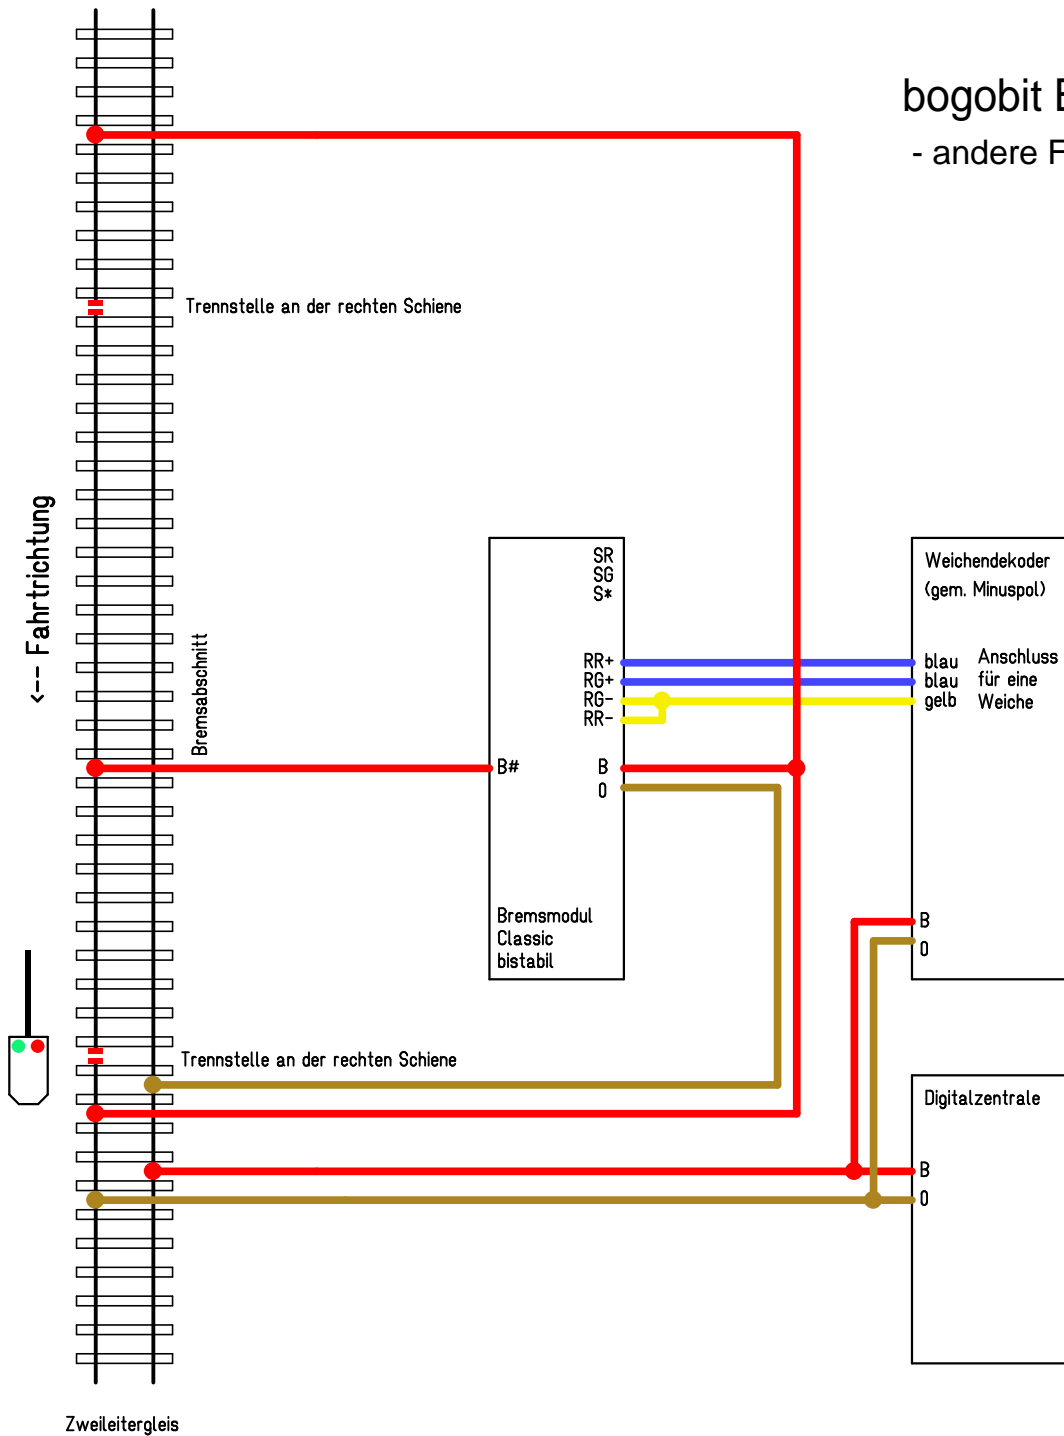 bogobit
- andere
Trennstelle an der rechten Schiene
<-- Fahrtrichtung
Bremsabschnitt
SR
SG
S*
RR+
RG+
RG-
RR-
B#
B
0
Bremsmodul
Classic
bistabil
Weichendekoder
(gem. Minuspol)
blau
blau
gelb
Anschluss
für eine
Weiche
B
0
Trennstelle an der rechten Schiene
Digitalzentrale
B
0
Zweileitergleis